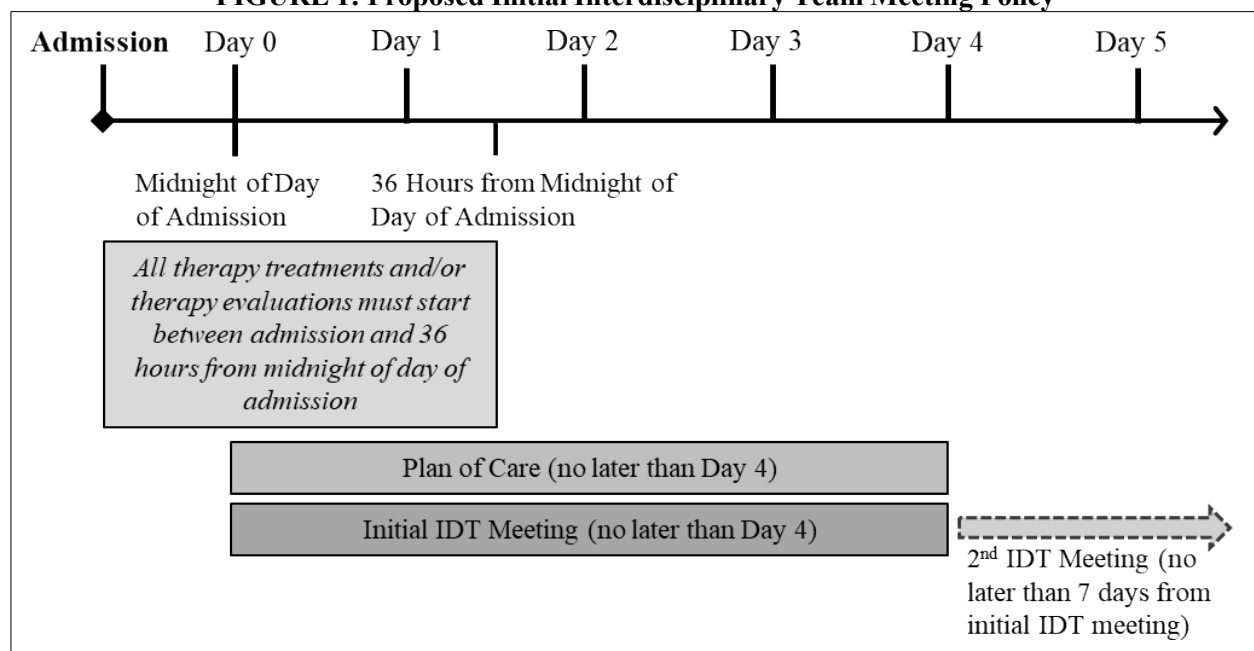 FIGURE 1: Proposed Initial Interdisciplinary Team Meeting Policy
Admission Day 0 Day 1 Day 2 Day 3 Day 4 Day 5
Midnight of Day
of Admission
36 Hours from Midnight of
Day of Admission
All therapy treatments and/or
therapy evaluations must start
between admission and 36
hours from midnight of day of
admission
Plan of Care (no later than Day 4)
Initial IDT Meeting (no later than Day 4)
2nd IDT Meeting (no
later than 7 days from
initial IDT meeting)